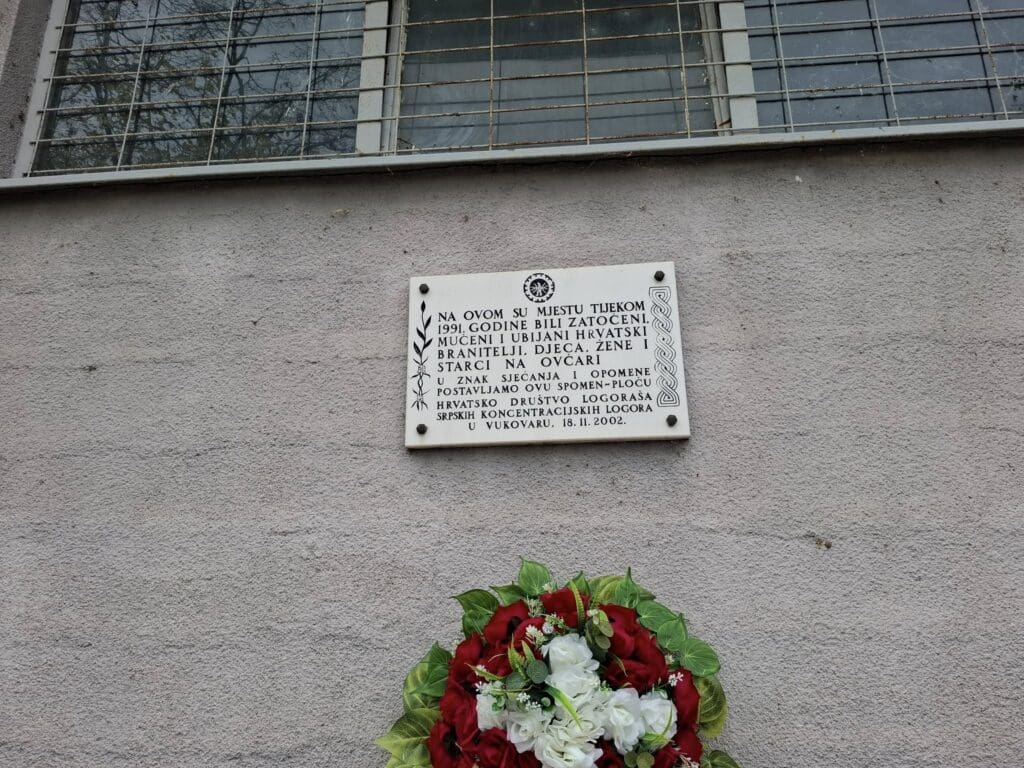 NA OVOM SU MJESTU TIJEKOM
1991. GODINE BILI ZATOČENI,
MUČENI I UBIJANI HRVATSKI
BRANITELJI, DJECA, ŽENE I
STARCI NA OVČARI
U ZNAK SJEĆANJA I OPOMENE
POSTAVLJAMO OVU SPOMEN-PLOČU
HRVATSKO DRUŠTVO LOGORAŠA
SRPSKIH KONCENTRACIJSKIH LOGORA
U VUKOVARU, 18.11.2002.